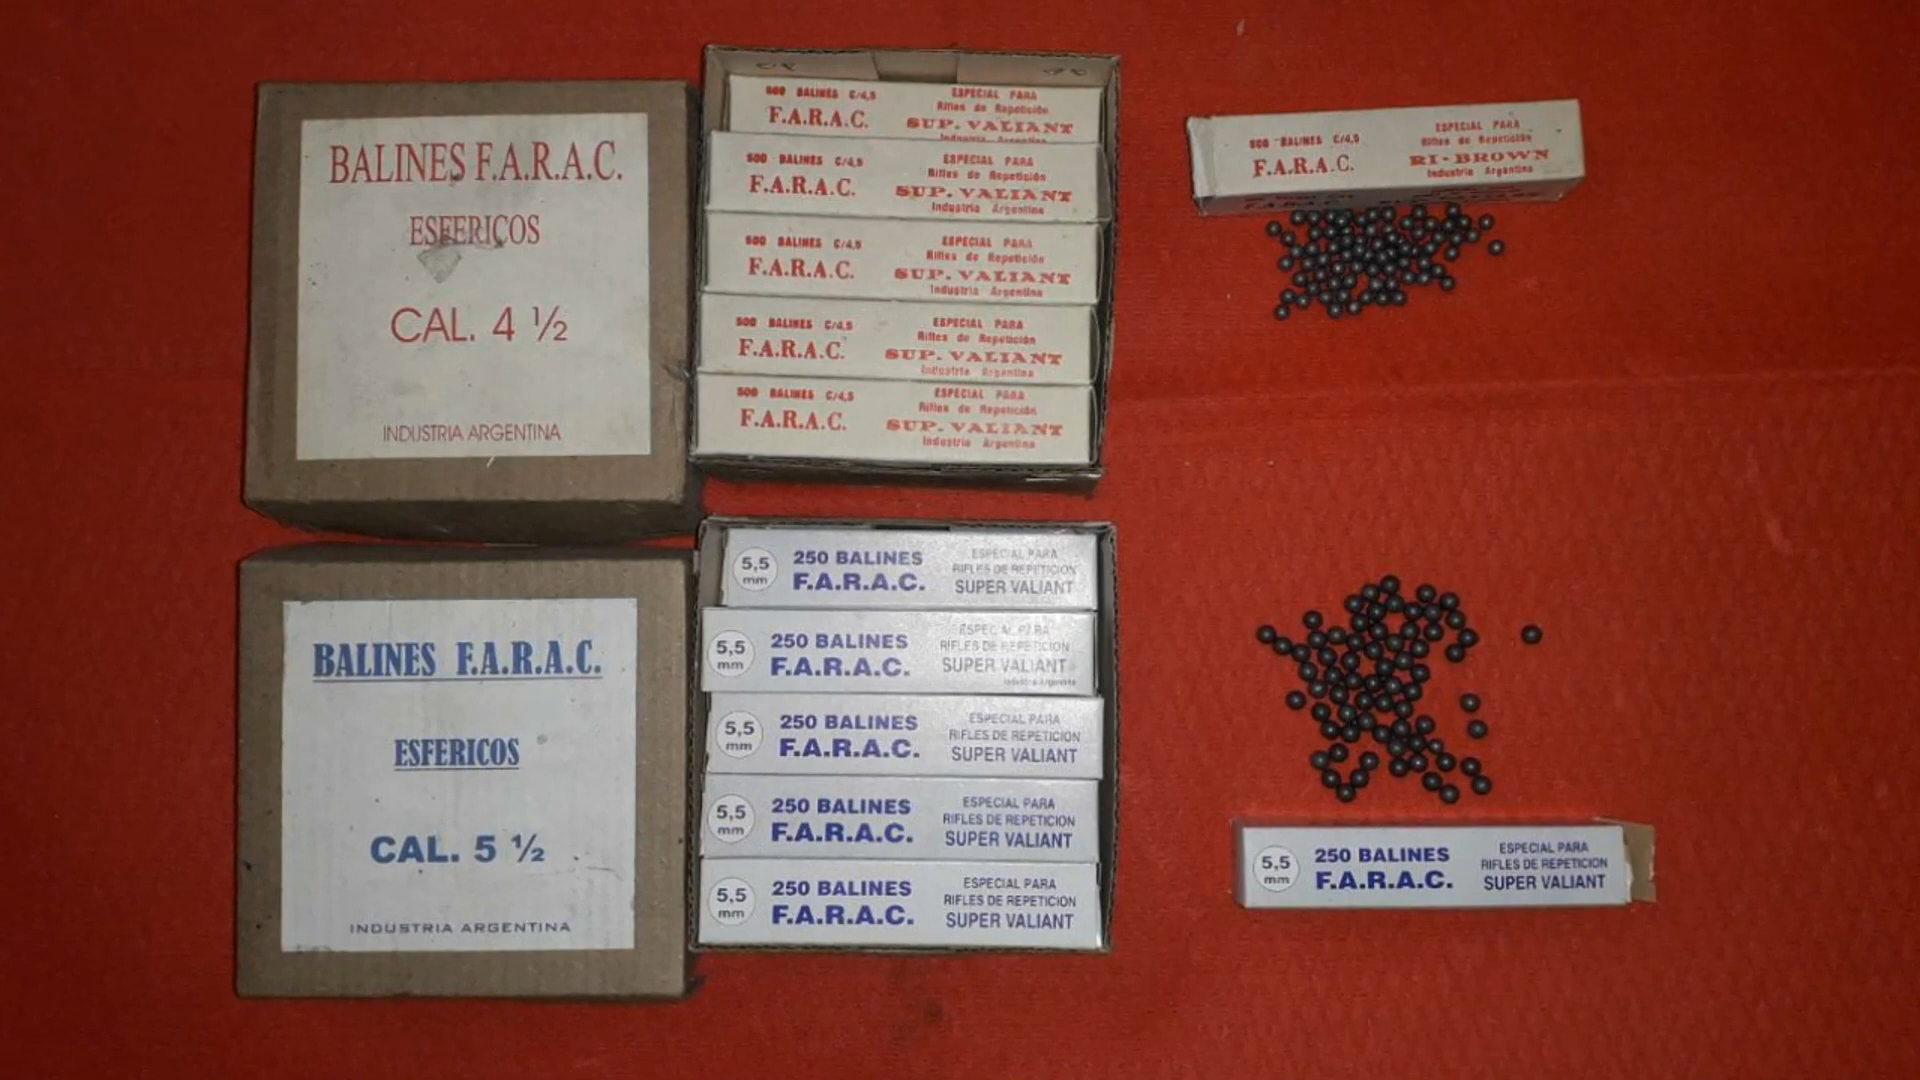 BALINES F.A.R.A.C.
ESFERICOS
CAL. 4 ½
INDUSTRIA ARGENTINA
500 BALINES C/4,5
F.A.R.A.C.
ESPECIAL PARA
Rifles de Repetición
SUP. VALIANT
Industria Argentina
500 BALINES C/4,5
F.A.R.A.C.
ESPECIAL PARA
Rifles de Repetición
SUP. VALIANT
Industria Argentina
500 BALINES C/4,5
F.A.R.A.C.
ESPECIAL PARA
Rifles de Repetición
SUP. VALIANT
Industria Argentina
500 BALINES C/4,5
F.A.R.A.C.
ESPECIAL PARA
Rifles de Repetición
SUP. VALIANT
Industria Argentina
500 BALINES C/4,5
F.A.R.A.C.
ESPECIAL PARA
Rifles de Repetición
SUP. VALIANT
Industria Argentina
500 BALINES C/4,5
F.A.R.A.C.
ESPECIAL PARA
Rifles de Repetición
RI-BROWN
Industria Argentina
BALINES F.A.R.A.C.
ESFERICOS
CAL. 5 ½
INDUSTRIA ARGENTINA
5,5 mm
250 BALINES
F.A.R.A.C.
ESPECIAL PARA
RIFLES DE REPETICION
SUPER VALIANT
5,5 mm
250 BALINES
F.A.R.A.C.
ESPECIAL PARA
RIFLES DE REPETICION
SUPER VALIANT
Industria Argentina
5,5 mm
250 BALINES
F.A.R.A.C.
ESPECIAL PARA
RIFLES DE REPETICION
SUPER VALIANT
5,5 mm
250 BALINES
F.A.R.A.C.
ESPECIAL PARA
RIFLES DE REPETICION
SUPER VALIANT
5,5 mm
250 BALINES
F.A.R.A.C.
ESPECIAL PARA
RIFLES DE REPETICION
SUPER VALIANT
5,5 mm
250 BALINES
F.A.R.A.C.
ESPECIAL PARA
RIFLES DE REPETICION
SUPER VALIANT